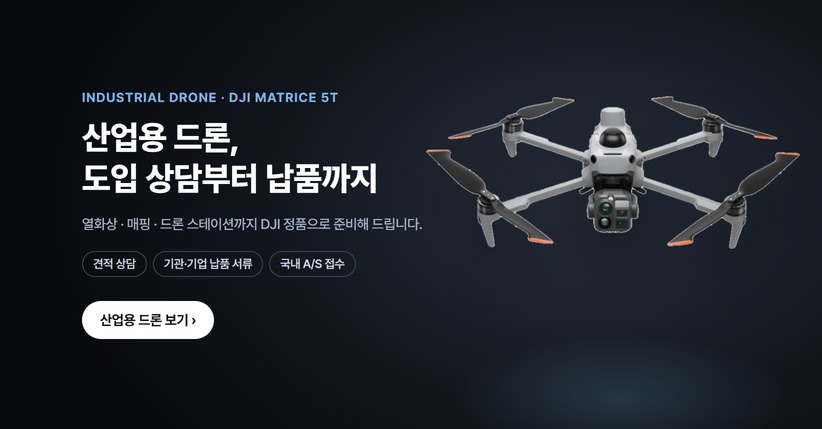 INDUSTRIAL DRONE · DJI MATRICE 5T
산업용 드론,
도입 상담부터 납품까지
열화상 · 매핑 · 드론 스테이션까지 DJI 정품으로 준비해 드립니다.
견적 상담
기관·기업 납품 서류
국내 A/S 접수
산업용 드론 보기 ›